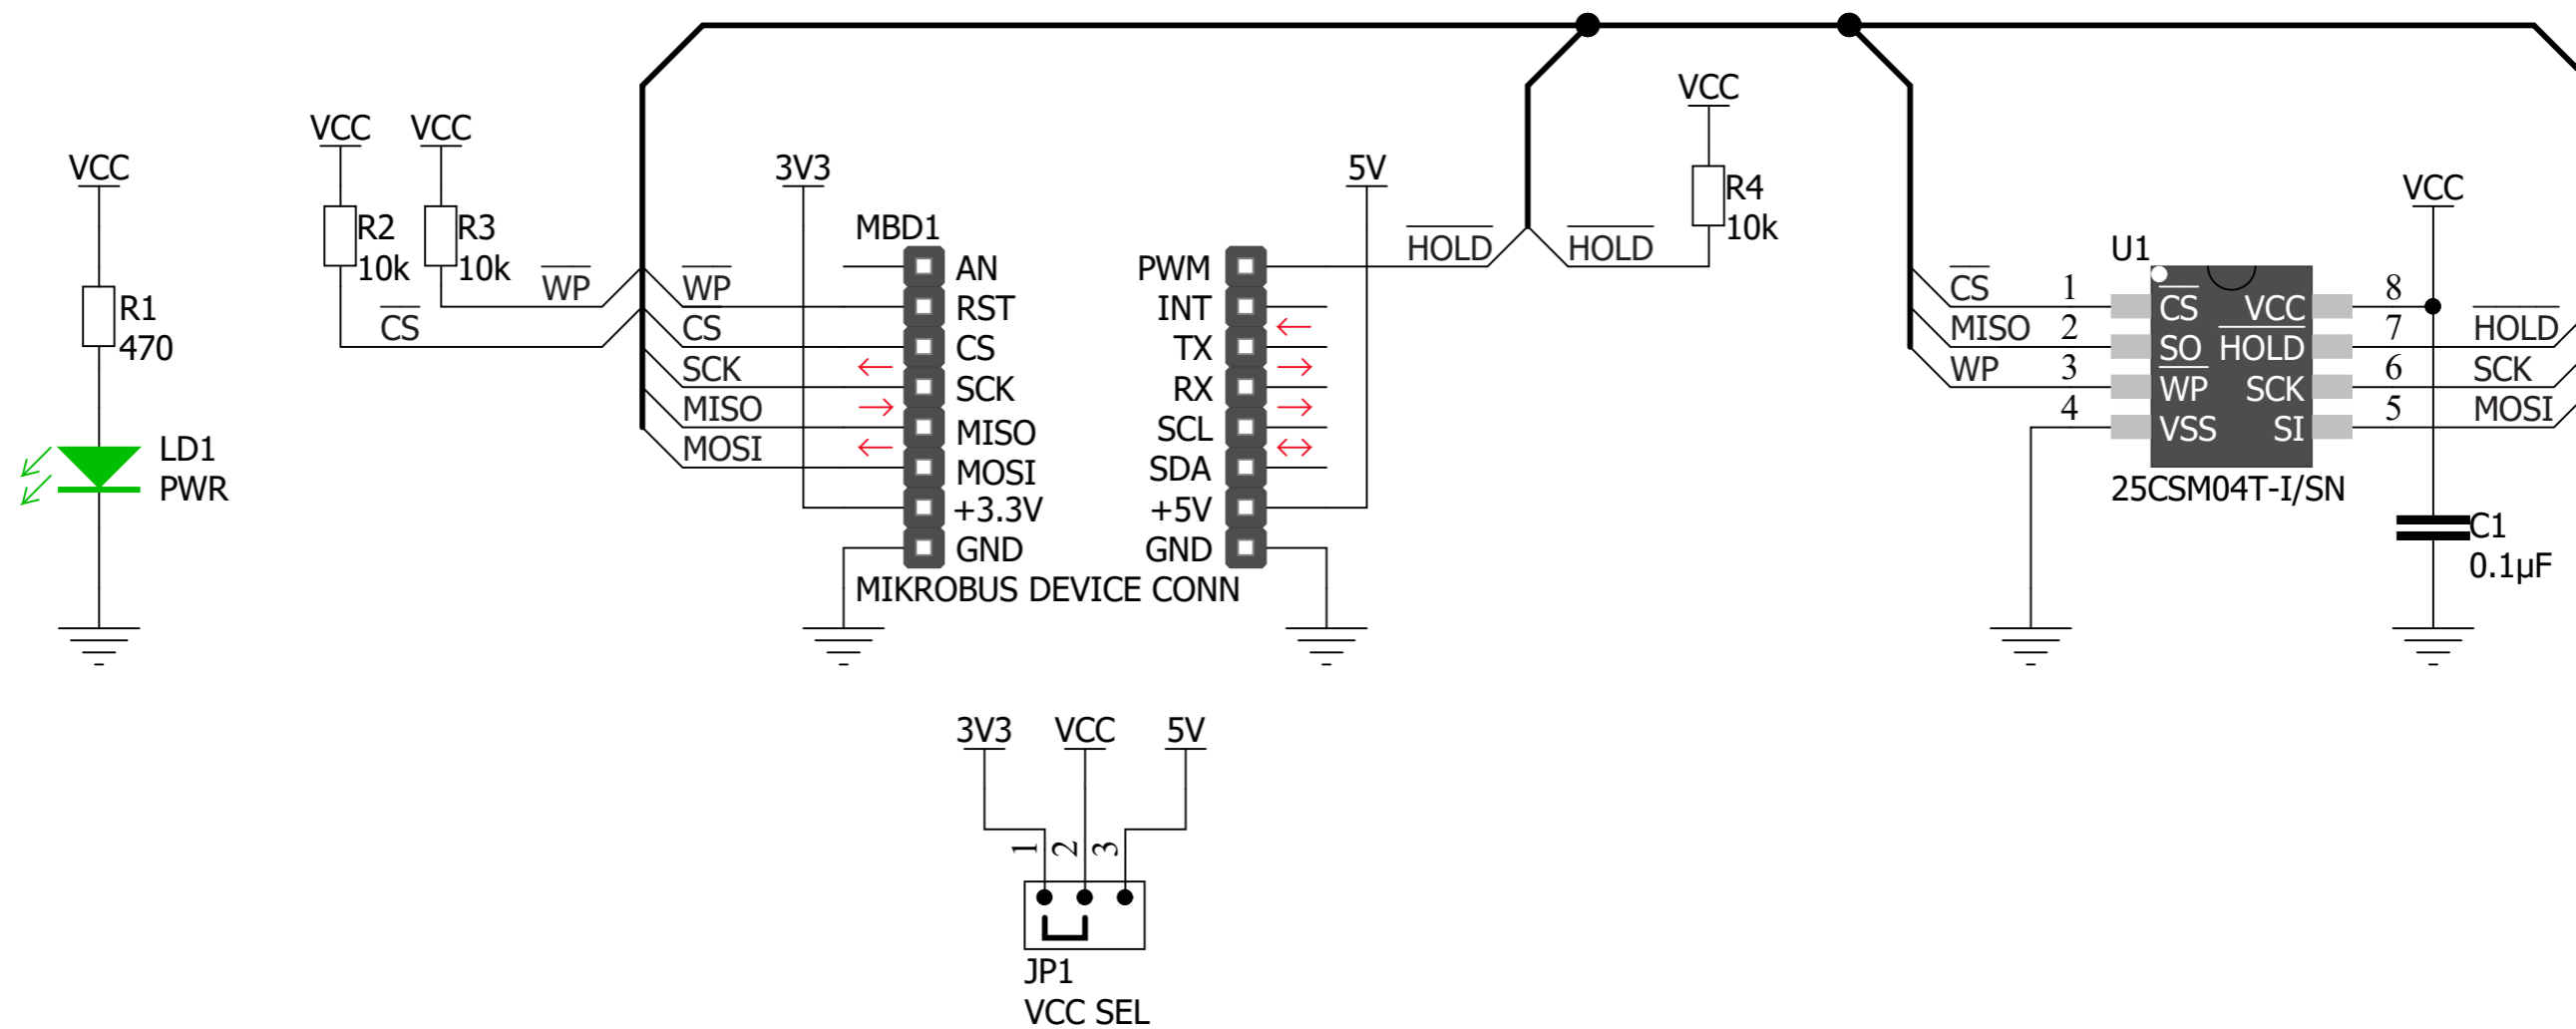 VCC
R1
470
LD1
PWR
VCC
R2
10k
VCC
R3
10k
WP
CS
3V3
WP
CS
SCK
MISO
MOSI
MBD1
AN
RST
CS
SCK
MISO
MOSI
+3.3V
GND
PWM
INT
TX
RX
SCL
SDA
+5V
GND
MIKROBUS DEVICE CONN
5V
HOLD
HOLD
VCC
R4
10k
U1
CS 1
MISO 2
WP 3
4
CS
SO
WP
VSS
VCC
HOLD
SCK
SI
8
7 HOLD
6 SCK
5 MOSI
25CSM04T-I/SN
VCC
C1
0.1µF
3V3 VCC 5V
1 2 3
JP1
VCC SEL